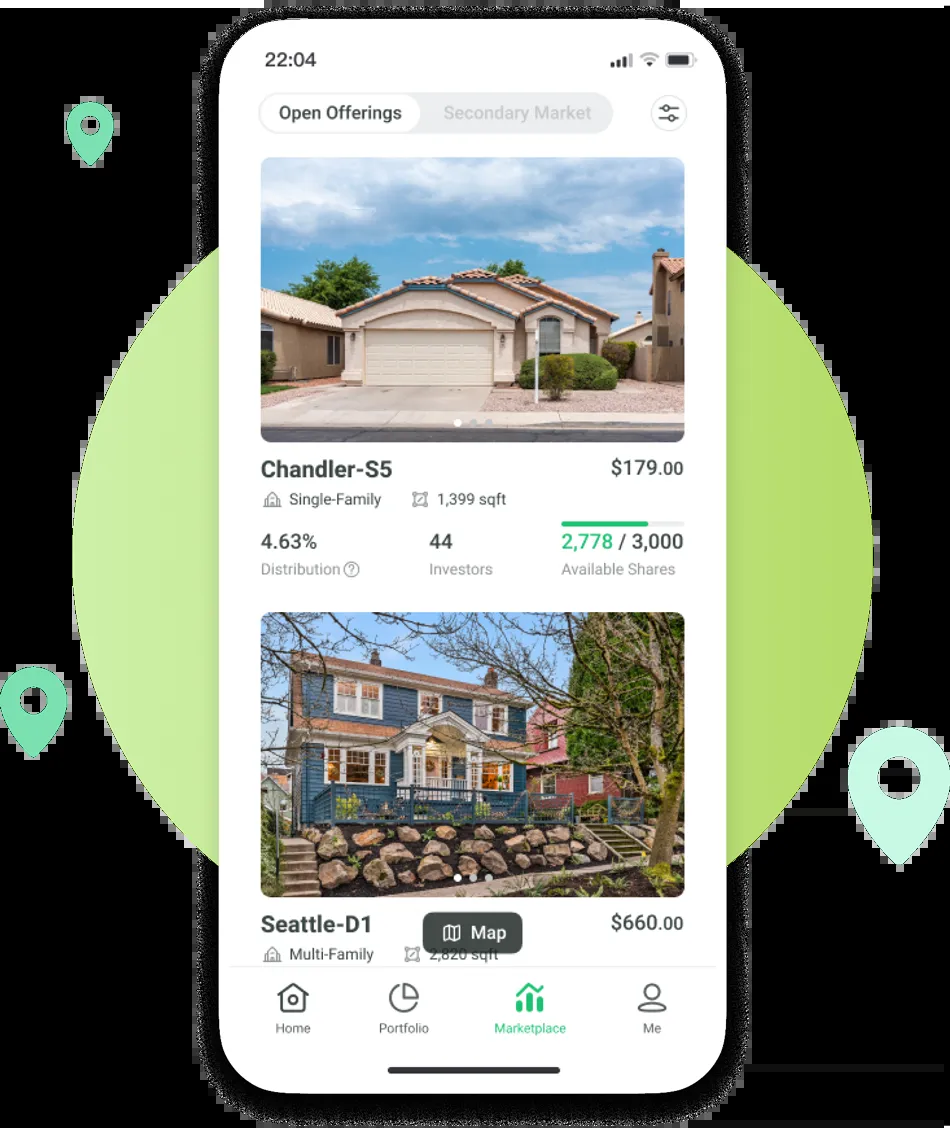 22:04
Open Offerings Secondary Market
Chandler-S5 $179.00
Single-Family 1,399 sqft
4.63% 44 2,778 / 3,000
Distribution ? Investors Available Shares
Seattle-D1 $660.00
Map
Multi-Family 2,820 sqft
Home Portfolio Marketplace Me